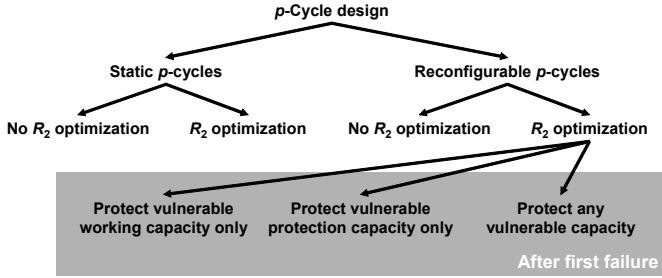 p-Cycle design
Static p-cycles
Reconfigurable p-cycles
No R2 optimization
R2 optimization
No R2 optimization
R2 optimization
Protect vulnerable
working capacity only
Protect vulnerable
protection capacity only
Protect any
vulnerable capacity
After first failure